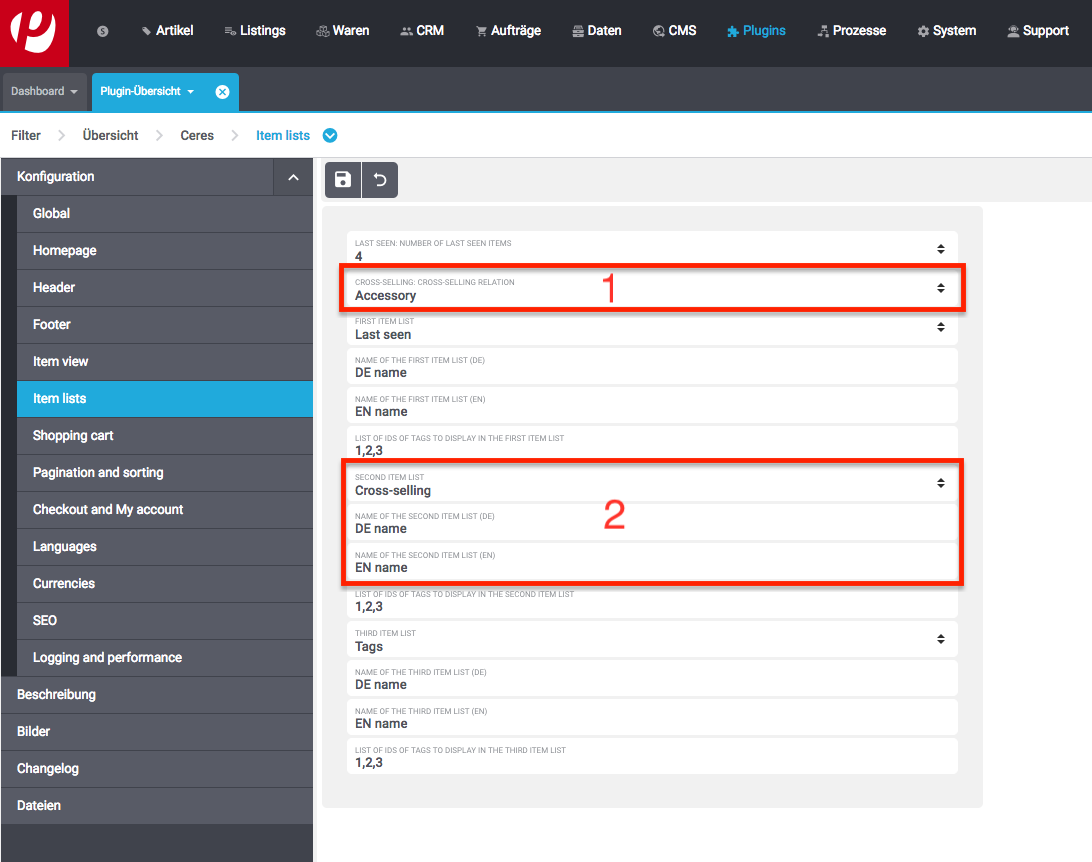 Artikel
Listings
Waren
CRM
Aufträge
Daten
CMS
Plugins
Prozesse
System
Support
Dashboard
Plugin-Übersicht
Filter
Übersicht
Ceres
Item lists
Konfiguration
Global
Homepage
Header
Footer
Item view
Item lists
Shopping cart
Pagination and sorting
Checkout and My account
Languages
Currencies
SEO
Logging and performance
Beschreibung
Bilder
Changelog
Dateien
LAST SEEN: NUMBER OF LAST SEEN ITEMS
4
CROSS-SELLING: CROSS-SELLING RELATION
Accessory
1
FIRST ITEM LIST
Last seen
NAME OF THE FIRST ITEM LIST (DE)
DE name
NAME OF THE FIRST ITEM LIST (EN)
EN name
LIST OF IDS OF TAGS TO DISPLAY IN THE FIRST ITEM LIST
1,2,3
SECOND ITEM LIST
Cross-selling
2
NAME OF THE SECOND ITEM LIST (DE)
DE name
NAME OF THE SECOND ITEM LIST (EN)
EN name
LIST OF IDS OF TAGS TO DISPLAY IN THE SECOND ITEM LIST
1,2,3
THIRD ITEM LIST
Tags
NAME OF THE THIRD ITEM LIST (DE)
DE name
NAME OF THE THIRD ITEM LIST (EN)
EN name
LIST OF IDS OF TAGS TO DISPLAY IN THE THIRD ITEM LIST
1,2,3